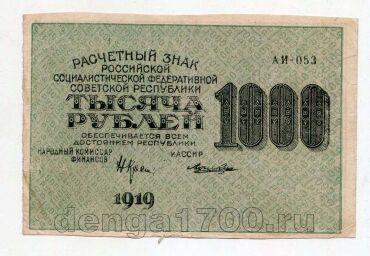 РАСЧЕТНЫЙ ЗНАК
РОССИЙСКОЙ
СОЦИАЛИСТИЧЕСКОЙ ФЕДЕРАТИВНОЙ
СОВЕТСКОЙ РЕСПУБЛИКИ
ТЫСЯЧА
РУБЛЕЙ
ОБЕСПЕЧИВАЕТСЯ ВСЕМ
ДОСТОЯНИЕМ РЕСПУБЛИКИ
НАРОДНЫЙ КОМИССАР
ФИНАНСОВ
КАССИР
1919
АИ-053
1000
denga1700.ru